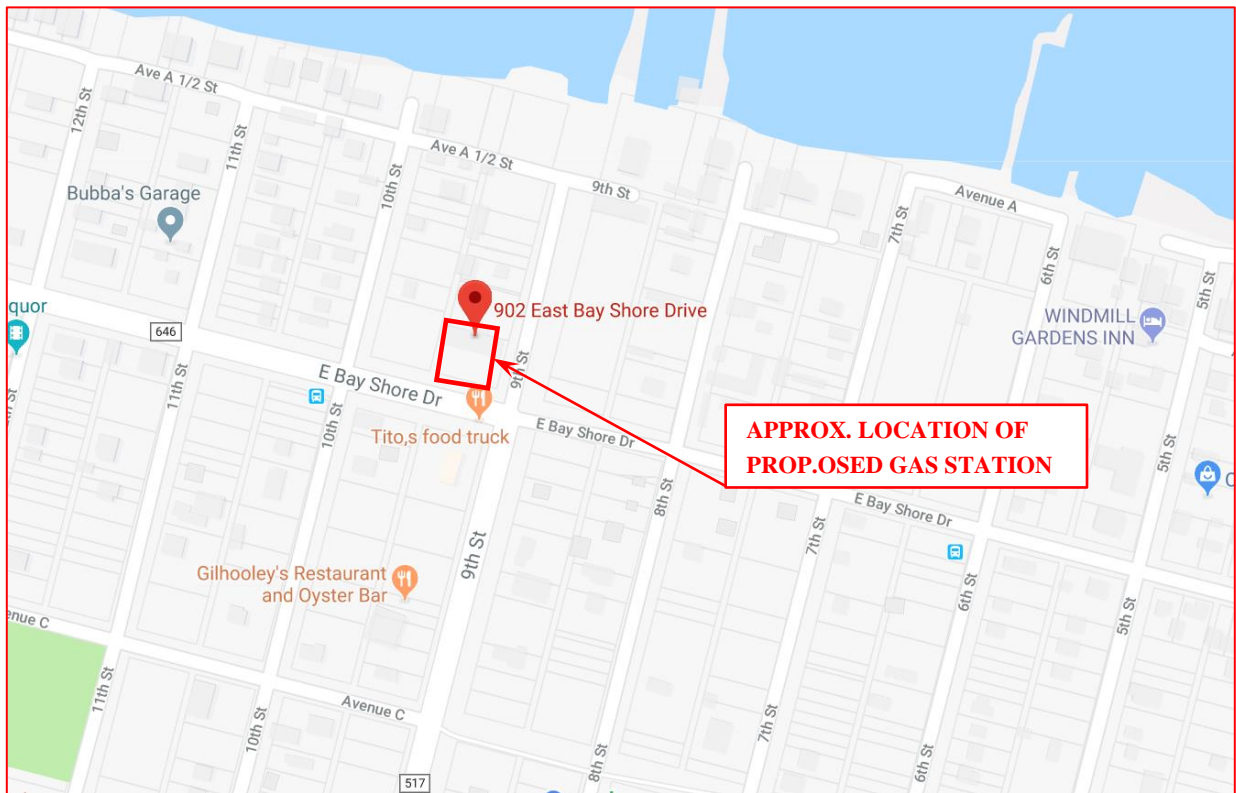 Ave A 1/2 St
12th St
11th St
Bubba's Garage
10th St
Ave A 1/2 St
9th St
7th St
Avenue A
6th St
5th St
quor
646
902 East Bay Shore Drive
WINDMILL
GARDENS INN
9th St
E Bay Shore Dr
11th St
10th St
Tito,s food truck
E Bay Shore Dr
APPROX. LOCATION OF
PROP.OSED GAS STATION
8th St
5th St
C
E Bay Shore Dr
7th St
9th St
Gilhooley's Restaurant
and Oyster Bar
6th St
5th St
enue C
11th St
Avenue C
10th St
7th St
8th St
6th St
517